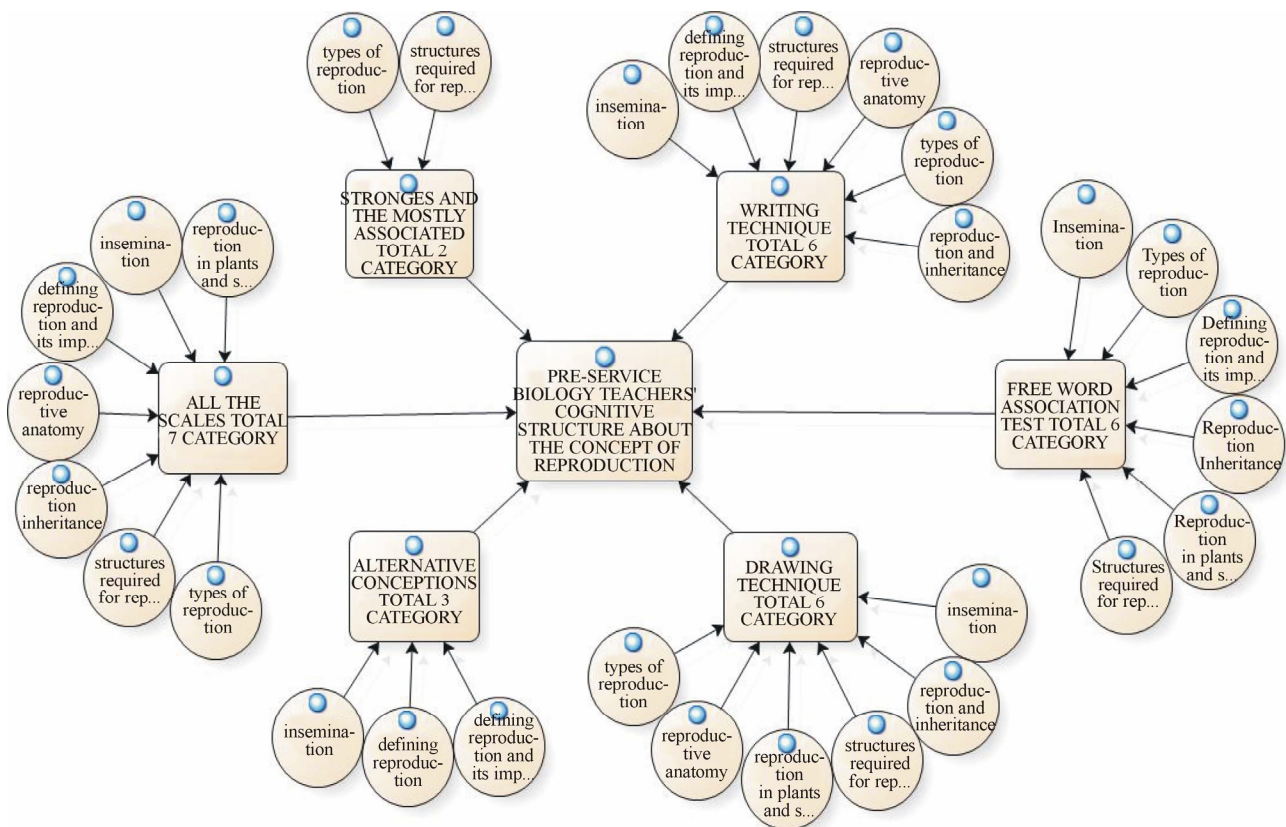 types of
reproduc-
tion
structures
required
for rep...
STRONGES AND
THE MOSTLY
ASSOCIATED
TOTAL 2
CATEGORY
insemina-
tion
defining
reproduc-
tion and
its imp...
structures
required
for rep...
reproduc-
tive
anatomy
types of
reproduc-
tion
reproduc-
tion and
inheritance
WRITING
TECHNIQUE
TOTAL 6
CATEGORY
insemina-
tion
reproduc-
tion
in plants
and s...
defining
reproduc-
tion and
its imp...
reproduc-
tive
anatomy
reproduc-
tion
inheritance
structures
required
for rep...
types of
reproduc-
tion
ALL THE
SCALES TOTAL
7 CATEGORY
PRE-SERVICE
BIOLOGY TEACHERS'
COGNITIVE
STRUCTURE ABOUT
THE CONCEPT OF
REPRODUCTION
Insemina-
tion
Types of
reproduc-
tion
Defining
reproduc-
tion and
its imp...
Reproduc-
tion
Inheritance
Reproduc-
tion
in plants
and s...
Structures
required
for rep...
FREE WORD
ASSOCIATION
TEST TOTAL 6
CATEGORY
ALTERNATIVE
CONCEPTIONS
TOTAL 3
CATEGORY
insemina-
tion
defining
reproduc-
tion
defining
reproduc-
tion and
its imp...
DRAWING
TECHNIQUE
TOTAL 6
CATEGORY
types of
reproduc-
tion
reproduc-
tive
anatomy
reproduc-
tion
in plants
and s...
structures
required
for rep...
reproduc-
tion and
inheritance
insemina-
tion